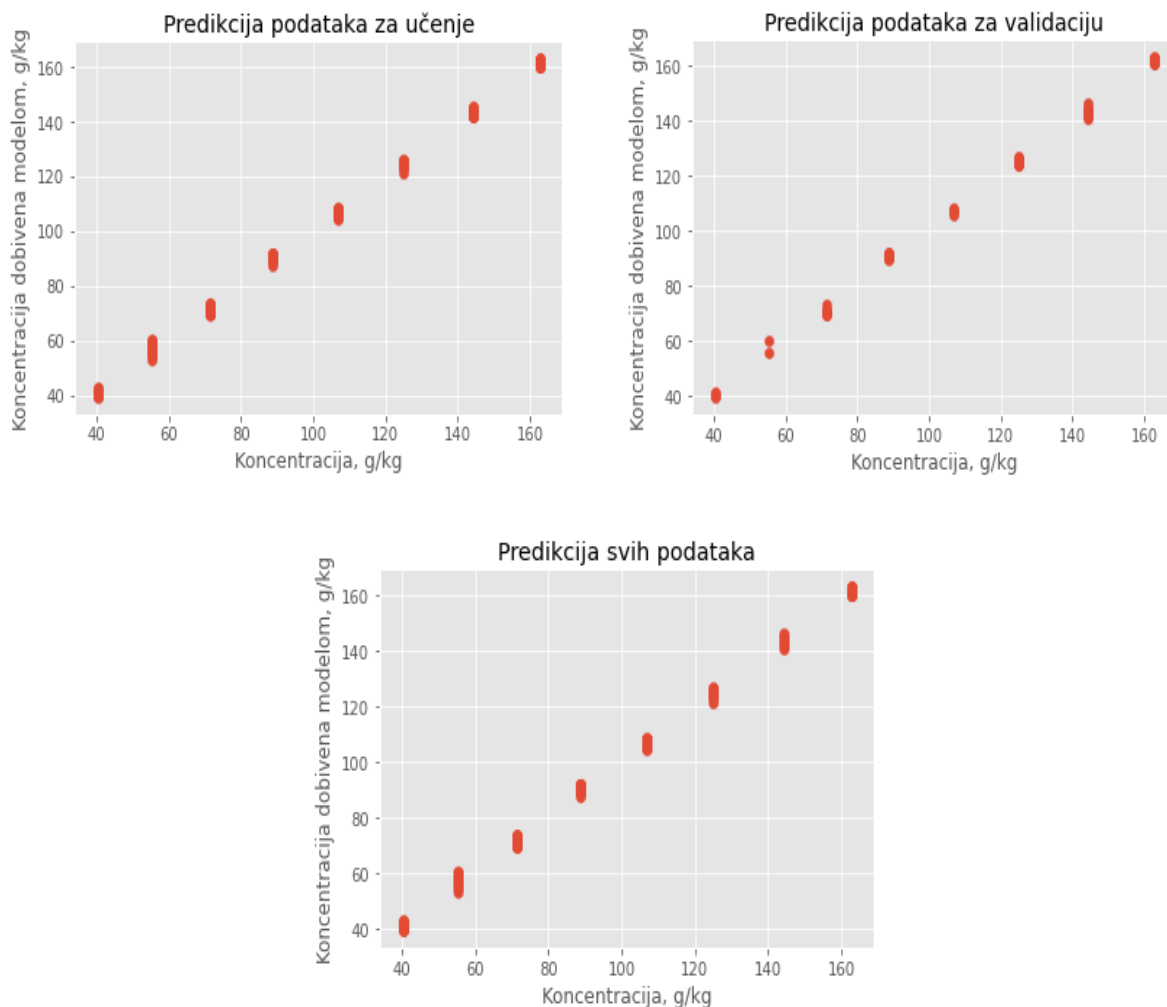 Predikcija podataka za učenje
Koncentracija dobivena modelom, g/kg
160
140
120
100
80
60
40
40 60 80 100 120 140 160
Koncentracija, g/kg
Predikcija podataka za validaciju
Koncentracija dobivena modelom, g/kg
160
140
120
100
80
60
40
40 60 80 100 120 140 160
Koncentracija, g/kg
Predikcija svih podataka
Koncentracija dobivena modelom, g/kg
160
140
120
100
80
60
40
40 60 80 100 120 140 160
Koncentracija, g/kg